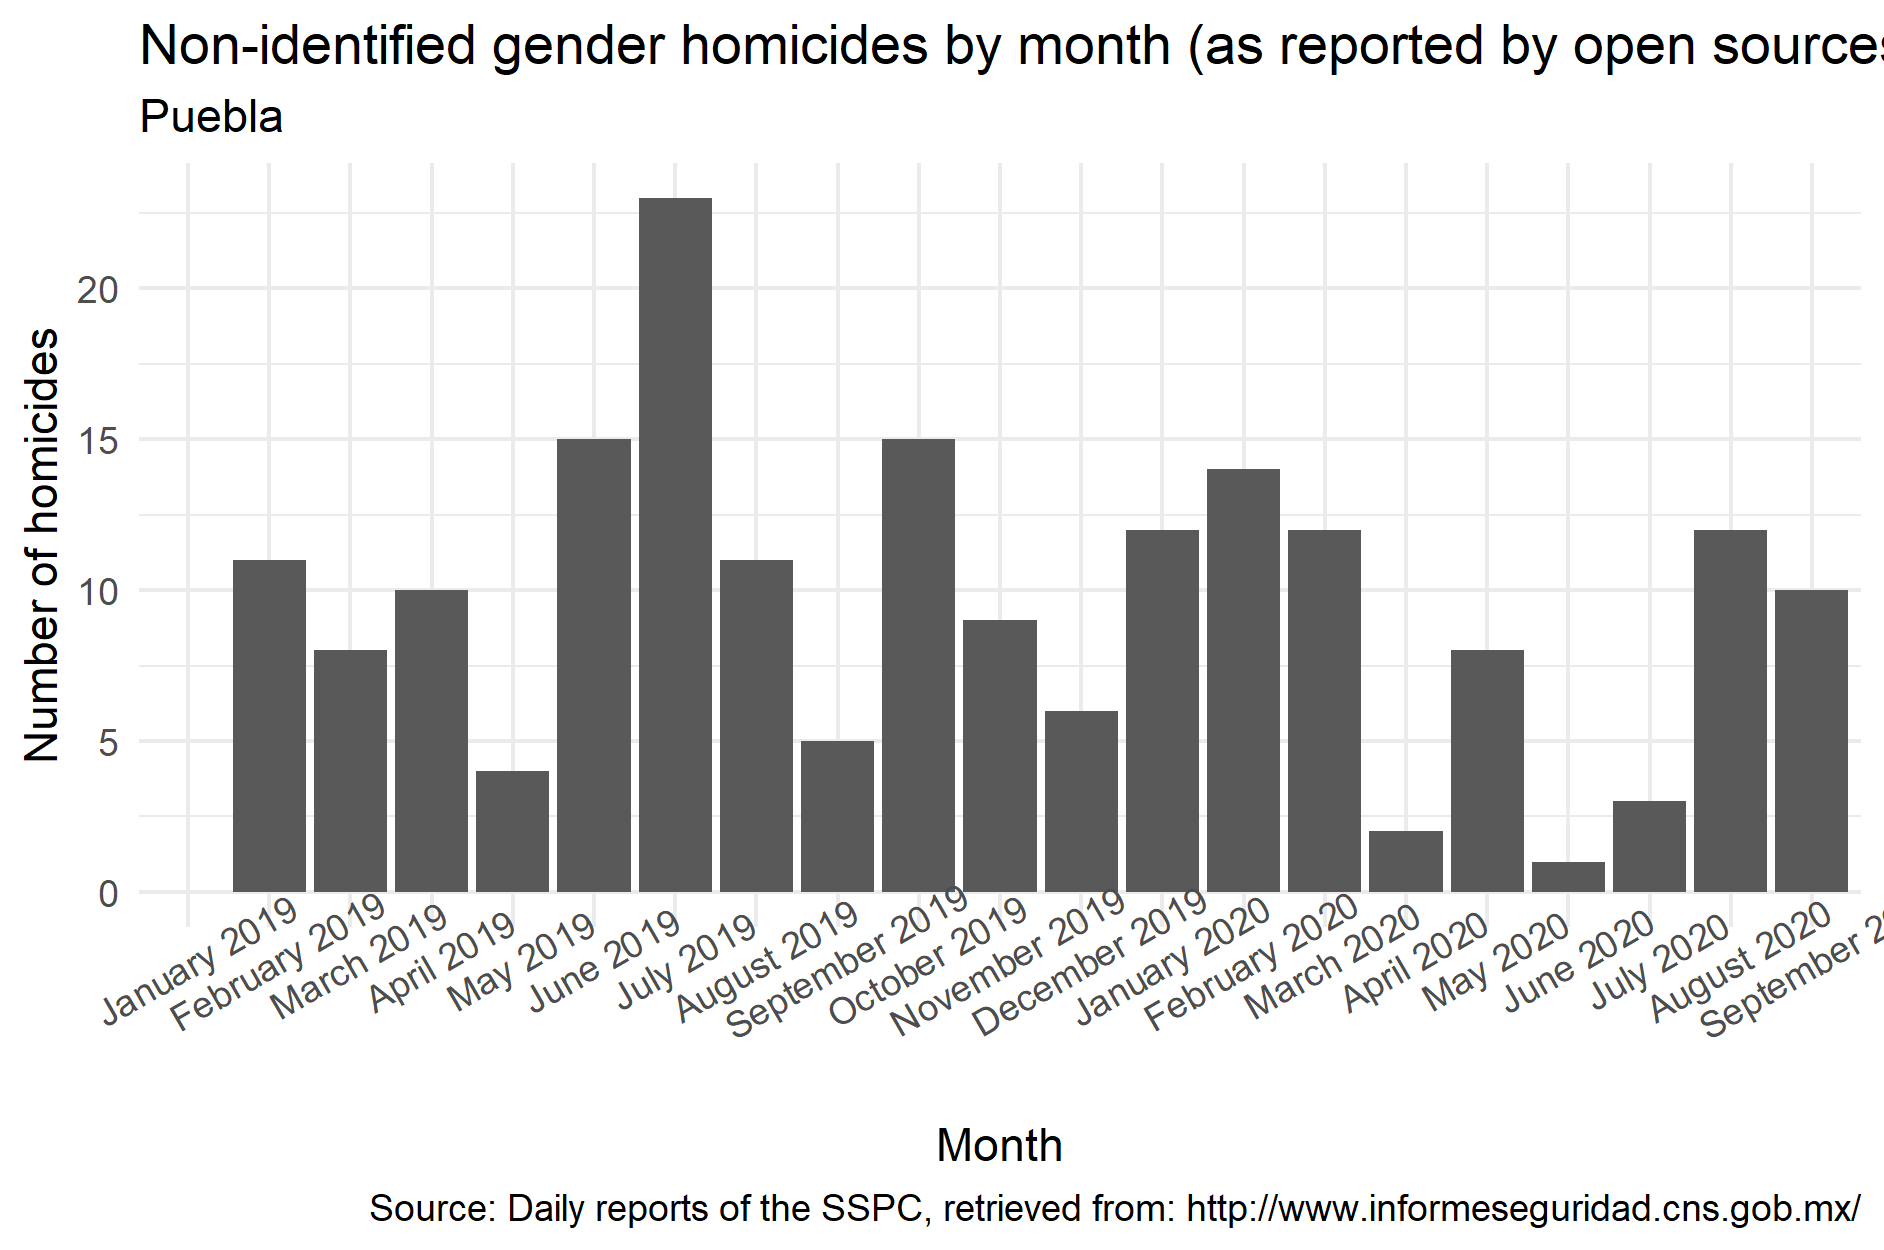 Non-identified gender homicides by month (as reported by open sources
Puebla
Number of homicides
20
15
10
5
0
January 2019
February 2019
March 2019
April 2019
May 2019
June 2019
July 2019
August 2019
September 2019
October 2019
November 2019
December 2019
January 2020
February 2020
March 2020
April 2020
May 2020
June 2020
July 2020
August 2020
September 2
Month
Source: Daily reports of the SSPC, retrieved from: http://www.informeseguridad.cns.gob.mx/